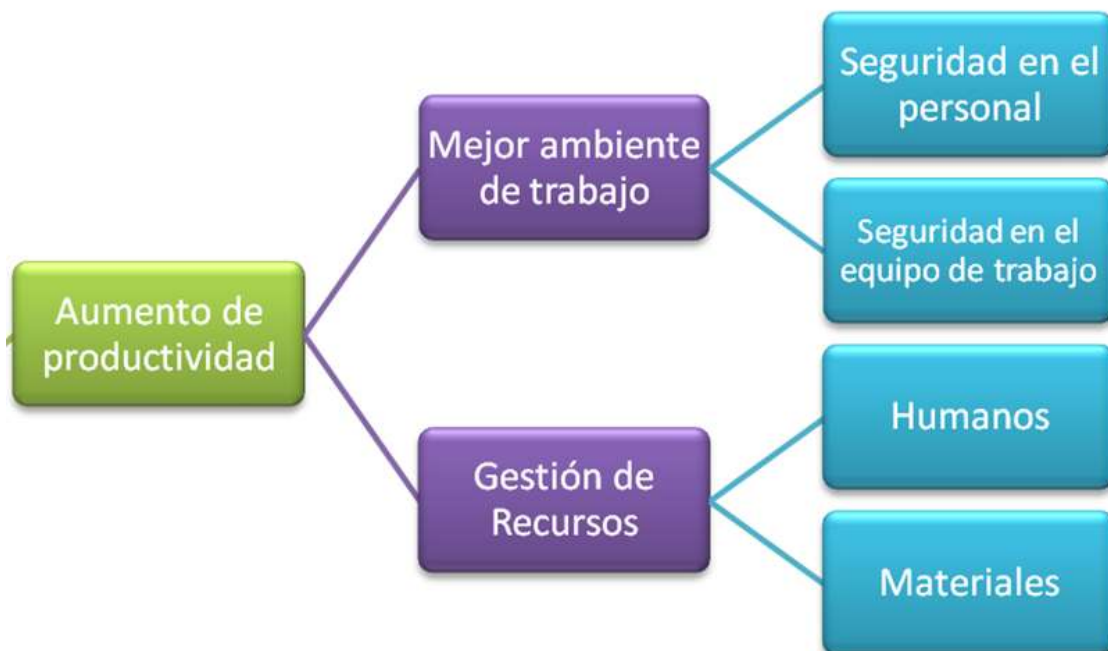 Aumento de
productividad
Mejor ambiente
de trabajo
Seguridad en el
personal
Seguridad en el
equipo de trabajo
Gestión de
Recursos
Humanos
Materiales